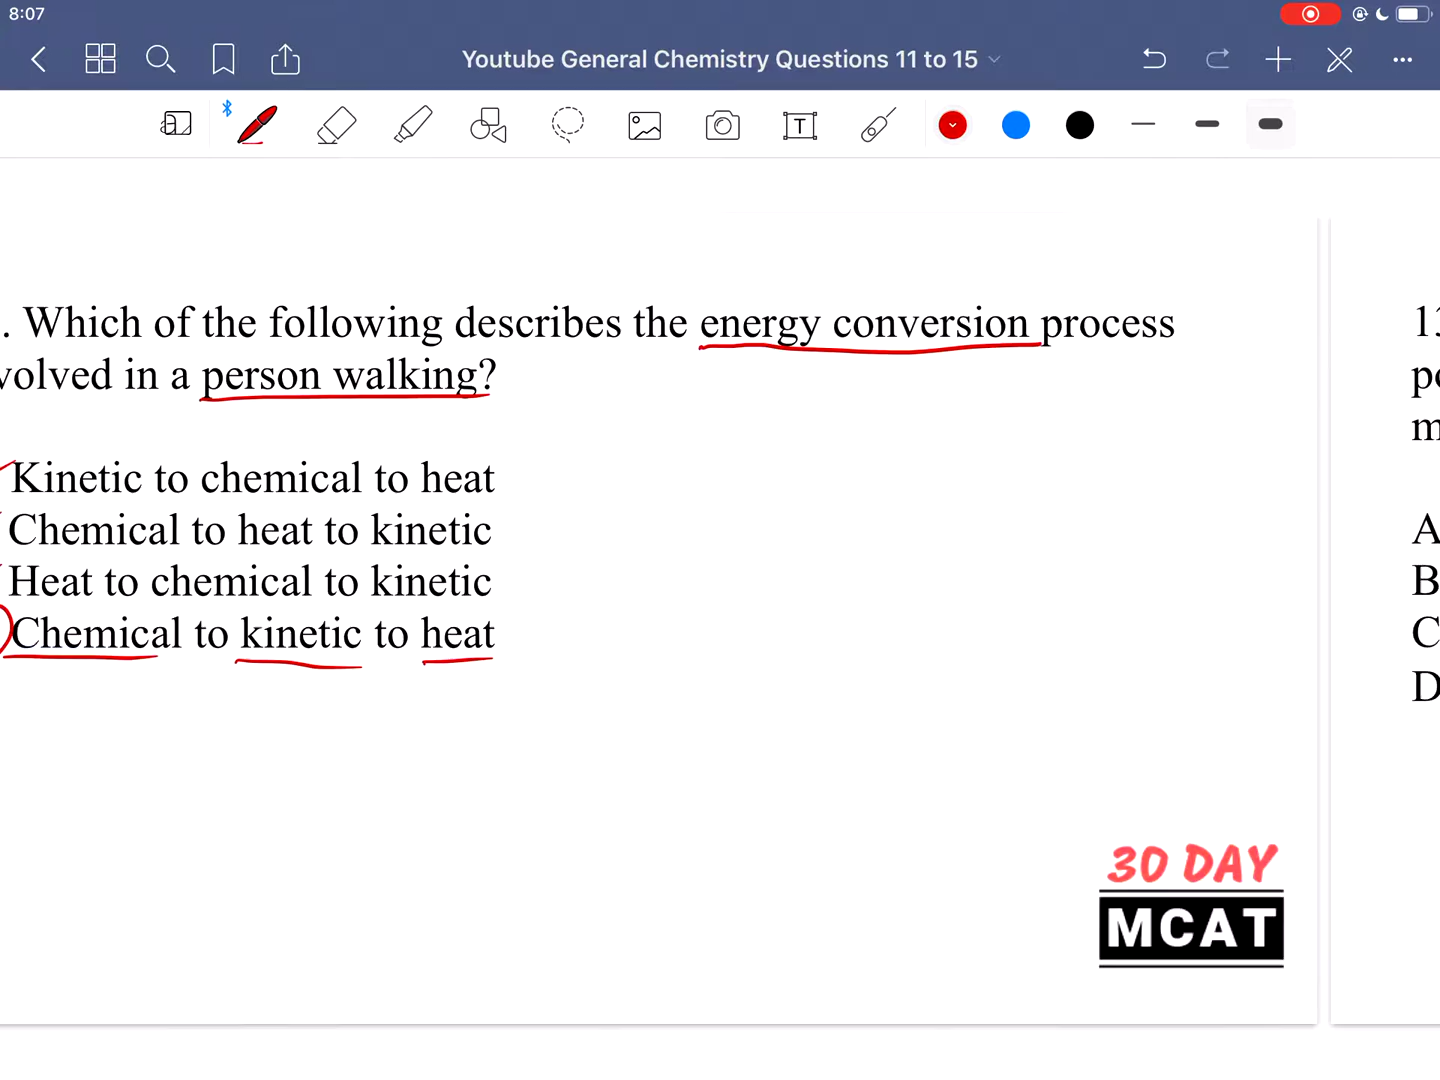 8:07
Youtube General Chemistry Questions 11 to 15
. Which of the following describes the energy conversion process
volved in a person walking?
Kinetic to chemical to heat
Chemical to heat to kinetic
Heat to chemical to kinetic
Chemical to kinetic to heat
30 DAY
MCAT
13
po
m
A
B
C
D